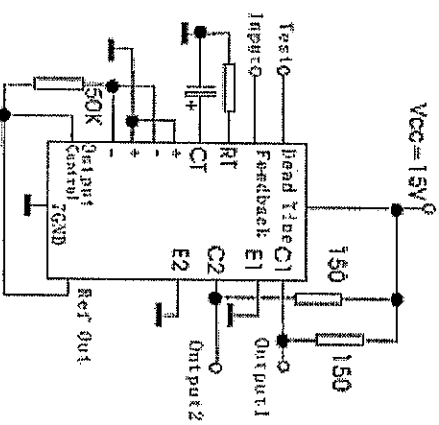 VCC=15V
150
150
Test
Input
Dead Time
Feedback
C1
E1
RT
CT
C2
E2
+
+
-
+
-
Output
Control
7GND
50K
Output1
Output2
Ref Out